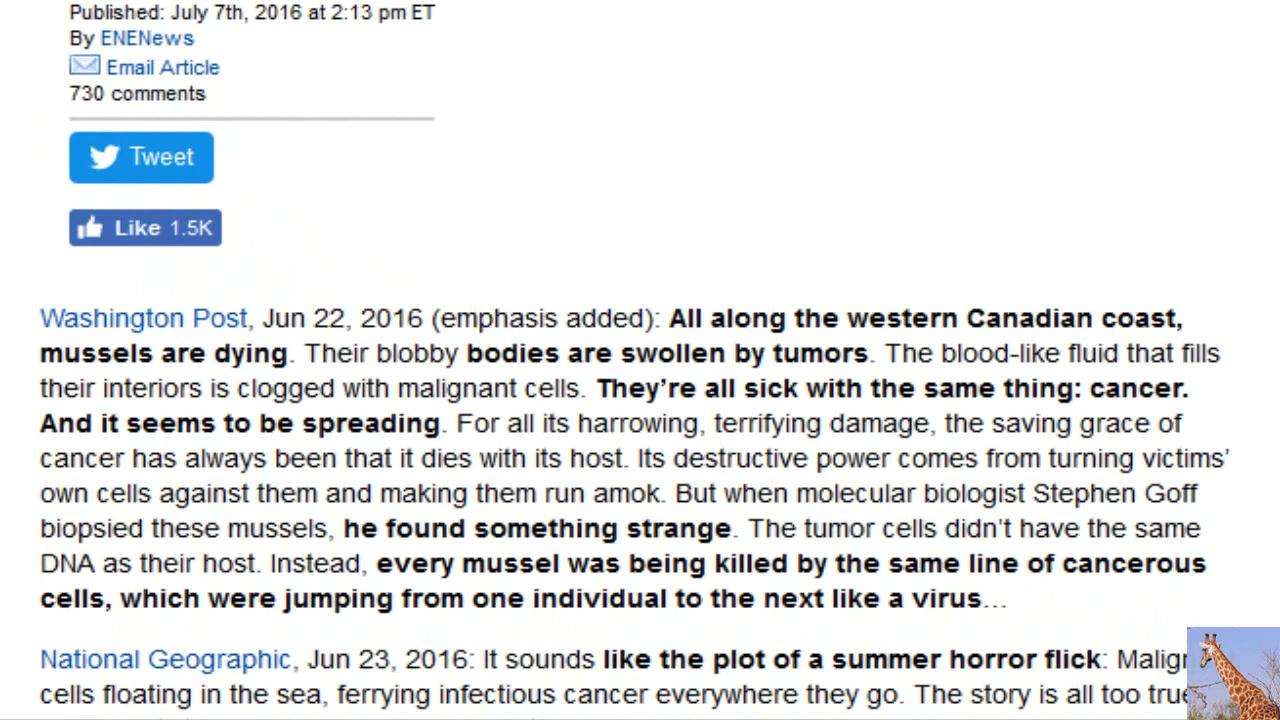 Published: July 7th, 2016 at 2:13 pm ET
By ENENews
Email Article
730 comments
Tweet
Like 1.5K
Washington Post, Jun 22, 2016 (emphasis added): All along the western Canadian coast,
mussels are dying. Their blobby bodies are swollen by tumors. The blood-like fluid that fills
their interiors is clogged with malignant cells. They’re all sick with the same thing: cancer.
And it seems to be spreading. For all its harrowing, terrifying damage, the saving grace of
cancer has always been that it dies with its host. Its destructive power comes from turning victims’
own cells against them and making them run amok. But when molecular biologist Stephen Goff
biopsied these mussels, he found something strange. The tumor cells didn’t have the same
DNA as their host. Instead, every mussel was being killed by the same line of cancerous
cells, which were jumping from one individual to the next like a virus…
National Geographic, Jun 23, 2016: It sounds like the plot of a summer horror flick:
cells floating in the sea, ferrying infectious cancer everywhere they go. The story is all too true